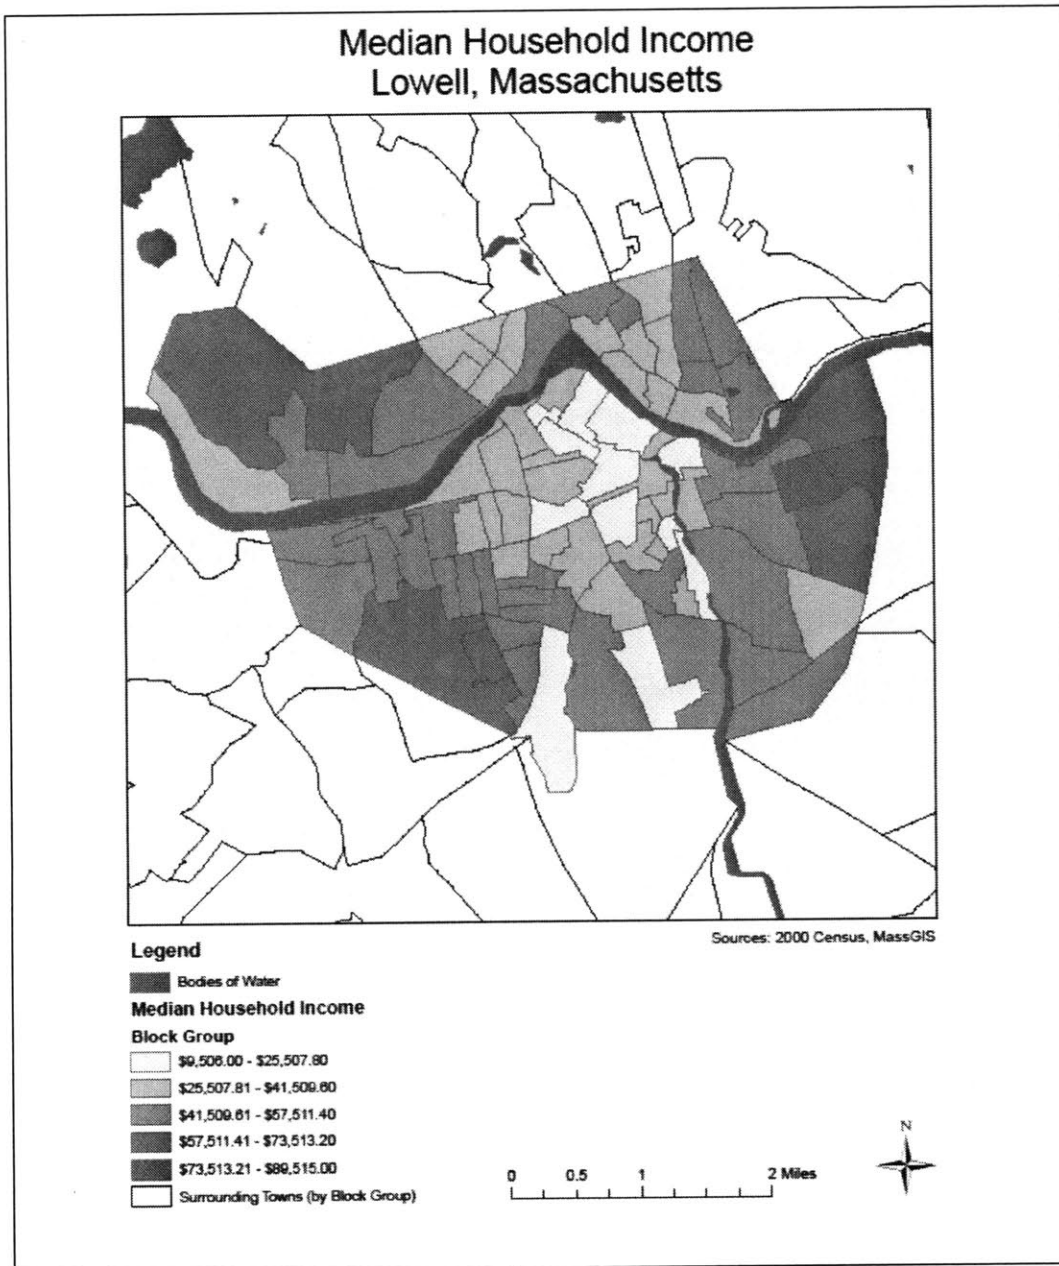 Median Household Income
Lowell, Massachusetts
Sources: 2000 Census, MassGIS
Legend
Bodies of Water
Median Household Income
Block Group
$9,506.00 - $25,507.80
$25,507.81 - $41,509.60
$41,509.61 - $57,511.40
$57,511.41 - $73,513.20
$73,513.21 - $89,515.00
Surrounding Towns (by Block Group)
N
0 0.5 1 2 Miles